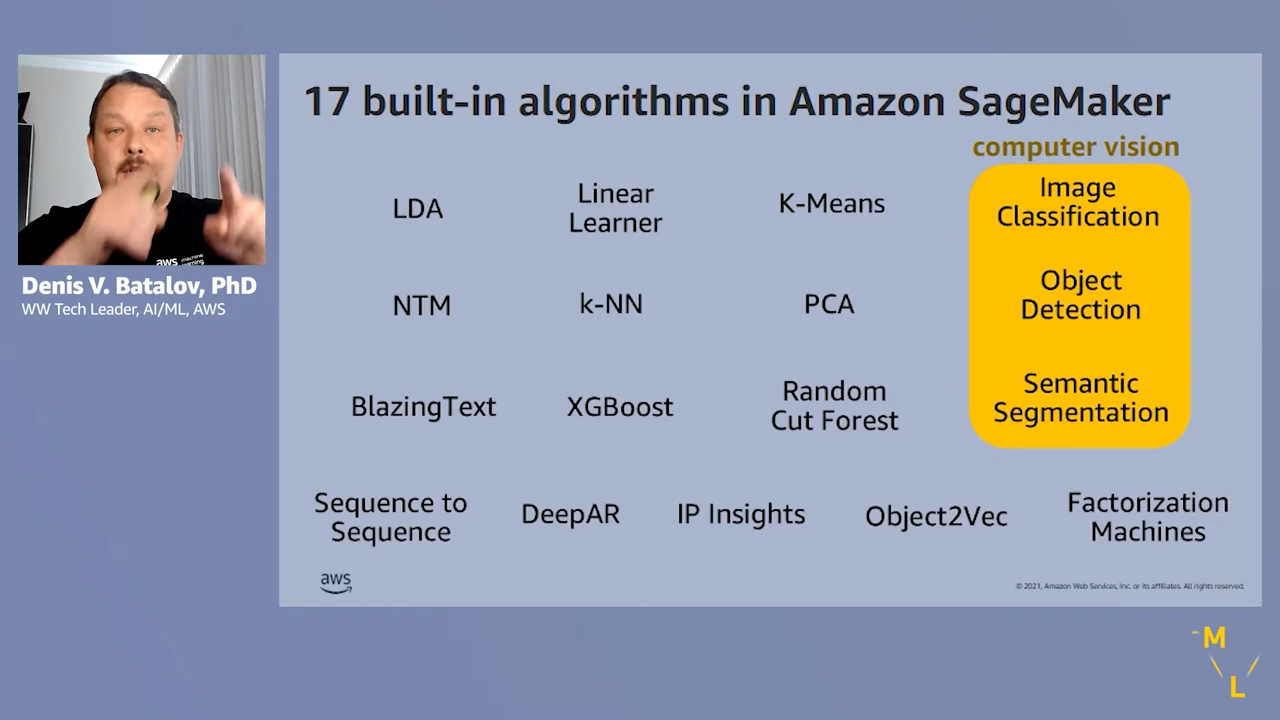 17 built-in algorithms in Amazon SageMaker
computer vision
LDA
Linear
Learner
K-Means
Image
Classification
NTM
k-NN
PCA
Object
Detection
BlazingText
XGBoost
Random
Cut Forest
Semantic
Segmentation
Sequence to
Sequence
DeepAR
IP Insights
Object2Vec
Factorization
Machines
aws
© 2021, Amazon Web Services, Inc. or its affiliates. All rights reserved.
aws machine
learning
Denis V. Batalov, PhD
WW Tech Leader, AI/ML, AWS
M
L